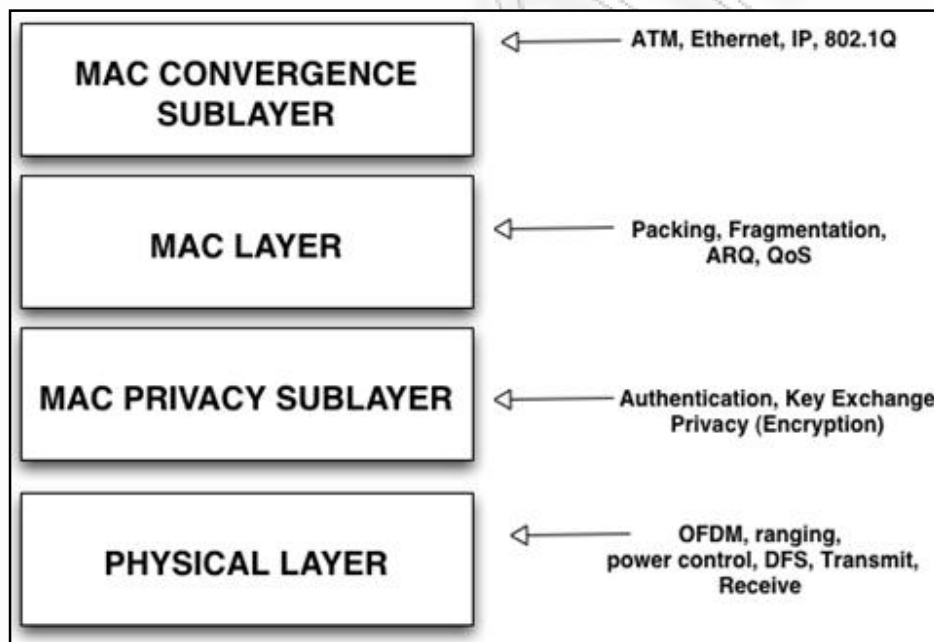 MAC CONVERGENCE
SUBLAYER
ATM, Ethernet, IP, 802.1Q
MAC LAYER
Packing, Fragmentation,
ARQ, QoS
MAC PRIVACY SUBLAYER
Authentication, Key Exchange
Privacy (Encryption)
PHYSICAL LAYER
OFDM, ranging,
power control, DFS, Transmit,
Receive